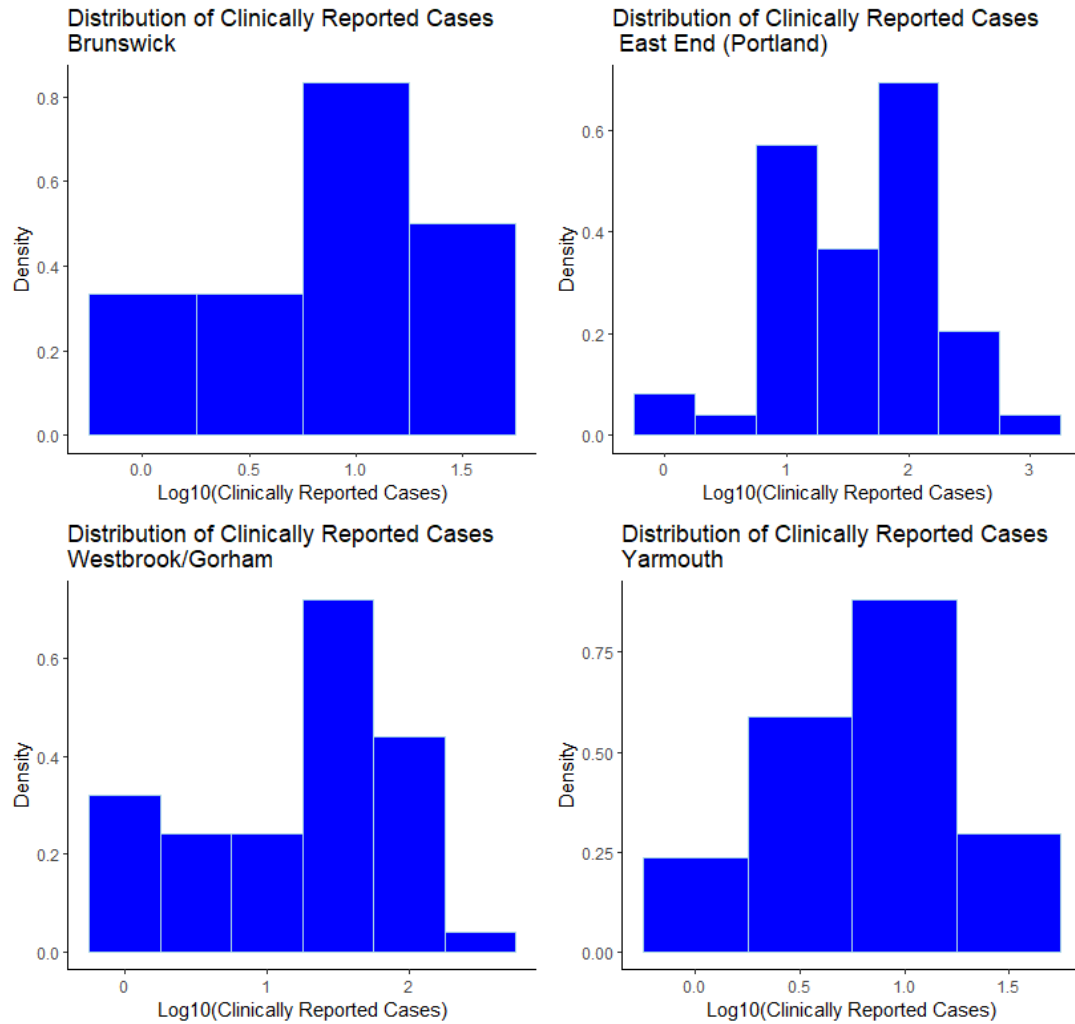 Distribution of Clinically Reported Cases
Brunswick
Density
0.8
0.6
0.4
0.2
0.0
0.0 0.5 1.0 1.5
Log10(Clinically Reported Cases)
Distribution of Clinically Reported Cases
East End (Portland)
Density
0.6
0.4
0.2
0.0
0 1 2 3
Log10(Clinically Reported Cases)
Distribution of Clinically Reported Cases
Westbrook/Gorham
Density
0.6
0.4
0.2
0.0
0 1 2
Log10(Clinically Reported Cases)
Distribution of Clinically Reported Cases
Yarmouth
Density
0.75
0.50
0.25
0.00
0.0 0.5 1.0 1.5
Log10(Clinically Reported Cases)